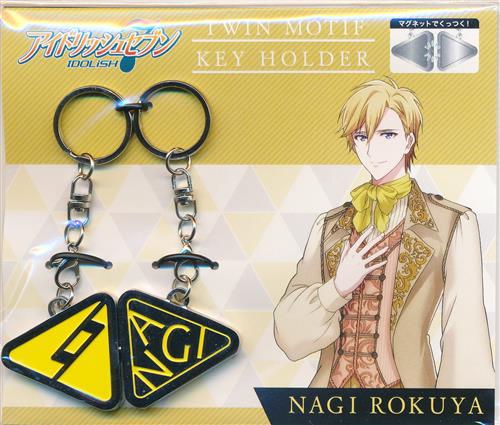 アイドリッシュセブン
IDOLiSH7
TWIN MOTIF
KEY HOLDER
マグネットでくっつく!
NAGI
NAGI ROKUYA